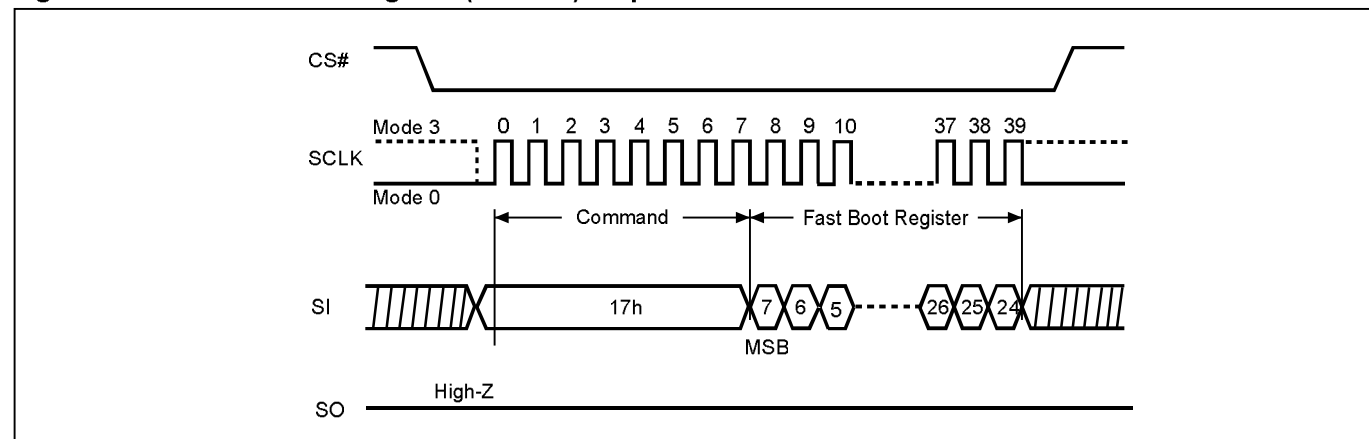 CS#
Mode 3 0 1 2 3 4 5 6 7 8 9 10 37 38 39
SCLK
Mode 0
Command Fast Boot Register
SI 17h 7 6 5 26 25 24
MSB
High-Z
SO